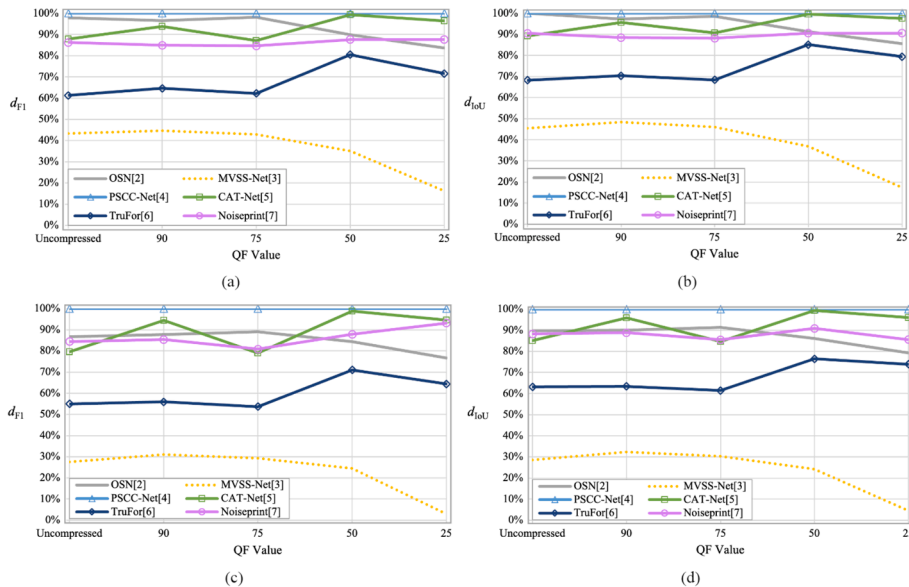 100%
90%
80%
70%
60%
50%
40%
30%
20%
10%
0%
d_F1
OSN[2] MVSS-Net[3]
PSCC-Net[4] CAT-Net[5]
TruFor[6] Noiseprint[7]
Uncompressed 90 75 50 25
QF Value
(a)
100%
90%
80%
70%
60%
50%
40%
30%
20%
10%
0%
d_IoU
OSN[2] MVSS-Net[3]
PSCC-Net[4] CAT-Net[5]
TruFor[6] Noiseprint[7]
Uncompressed 90 75 50 25
QF Value
(b)
100%
90%
80%
70%
60%
50%
40%
30%
20%
10%
0%
d_F1
OSN[2] MVSS-Net[3]
PSCC-Net[4] CAT-Net[5]
TruFor[6] Noiseprint[7]
Uncompressed 90 75 50 25
QF Value
(c)
100%
90%
80%
70%
60%
50%
40%
30%
20%
10%
0%
d_IoU
OSN[2] MVSS-Net[3]
PSCC-Net[4] CAT-Net[5]
TruFor[6] Noiseprint[7]
Uncompressed 90 75 50 25
QF Value
(d)